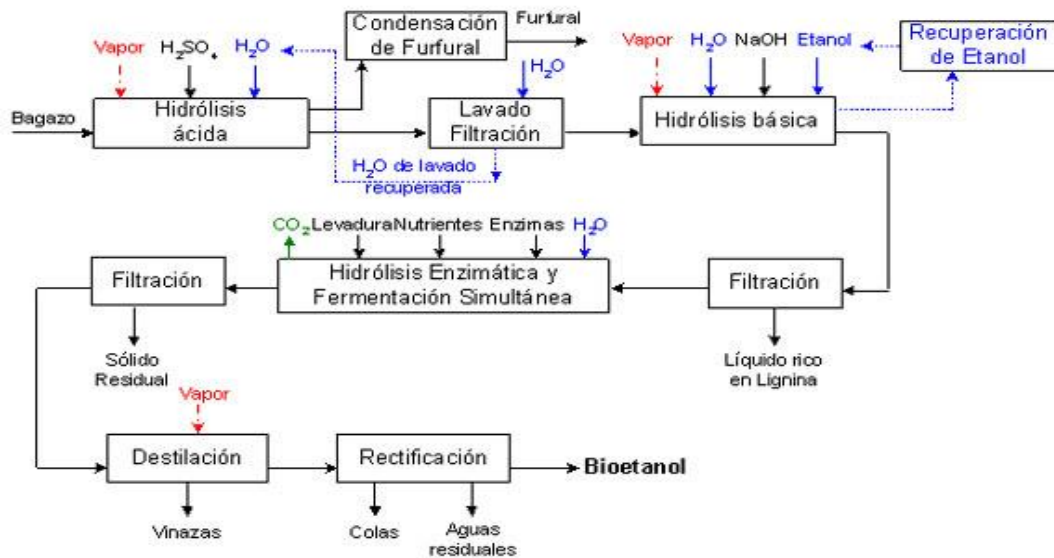 Vapor
H₂SO₄
H₂O
Condensación
de Furfural
Furfural
H₂O
Vapor
H₂O
NaOH
Etanol
Recuperación
de Etanol
Bagazo
Hidrólisis
ácida
Lavado
Filtración
Hidrólisis básica
H₂O de lavado
recuperada
CO₂
Levadura
Nutrientes
Enzimas
H₂O
Filtración
Hidrólisis Enzimática y
Fermentación Simultánea
Filtración
Sólido
Residual
Líquido rico
en Lignina
Vapor
Destilación
Rectificación
Bioetanol
Vinazas
Colas
Aguas
residuales